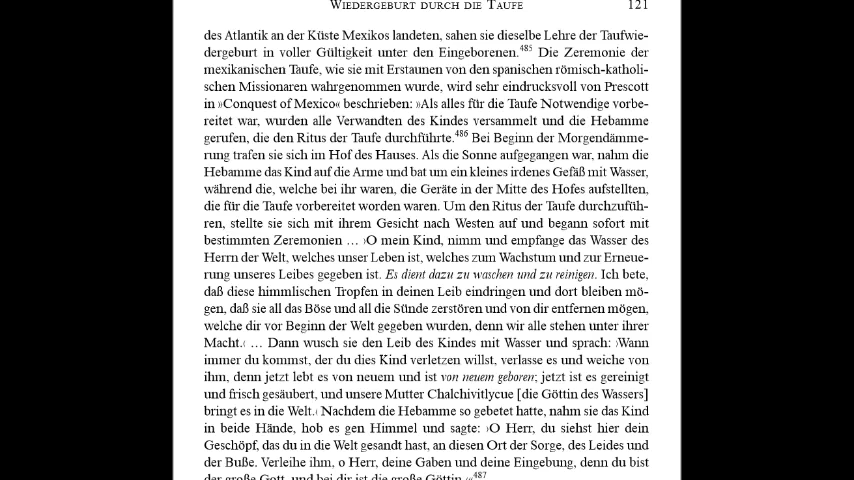 WIEDERGEBURT DURCH DIE TAUFE 121
des Atlantik an der Küste Mexikos landeten, sahen sie dieselbe Lehre der Taufwie-
dergeburt in voller Gültigkeit unter den Eingeborenen.485 Die Zeremonie der
mexikanischen Taufe, wie sie mit Erstaunen von den spanischen römisch-katholi-
schen Missionaren wahrgenommen wurde, wird sehr eindrucksvoll von Prescott
in »Conquest of Mexico« beschrieben: »Als alles für die Taufe Notwendige vorbe-
reitet war, wurden alle Verwandten des Kindes versammelt und die Hebamme
gerufen, die den Ritus der Taufe durchführte.486 Bei Beginn der Morgendämme-
rung trafen sie sich im Hof des Hauses. Als die Sonne aufgegangen war, nahm die
Hebamme das Kind auf die Arme und bat um ein kleines irdenes Gefäß mit Wasser,
während die, welche bei ihr waren, die Geräte in der Mitte des Hofes aufstellten,
die für die Taufe vorbereitet worden waren. Um den Ritus der Taufe durchzufüh-
ren, stellte sie sich mit ihrem Gesicht nach Westen auf und begann sofort mit
bestimmten Zeremonien … ›O mein Kind, nimm und empfange das Wasser des
Herrn der Welt, welches unser Leben ist, welches zum Wachstum und zur Erneue-
rung unseres Leibes gegeben ist. Es dient dazu zu waschen und zu reinigen. Ich bete,
daß diese himmlischen Tropfen in deinen Leib eindringen und dort bleiben mö-
gen, daß sie all das Böse und all die Sünde zerstören und von dir entfernen mögen,
welche dir vor Beginn der Welt gegeben wurden, denn wir alle stehen unter ihrer
Macht.‹ … Dann wusch sie den Leib des Kindes mit Wasser und sprach: ›Wann
immer du kommst, der du dies Kind verletzen willst, verlasse es und weiche von
ihm, denn jetzt lebt es von neuem und ist von neuem geboren; jetzt ist es gereinigt
und frisch gesäubert, und unsere Mutter Chalchivitlycue [die Göttin des Wassers]
bringt es in die Welt.‹ Nachdem die Hebamme so gebetet hatte, nahm sie das Kind
in beide Hände, hob es gen Himmel und sagte: ›O Herr, du siehst hier dein
Geschöpf, das du in die Welt gesandt hast, an diesen Ort der Sorge, des Leides und
der Buße. Verleihe ihm, o Herr, deine Gaben und deine Eingebung, denn du bist
der große Gott, und bei dir ist die große Göttin.‹«487